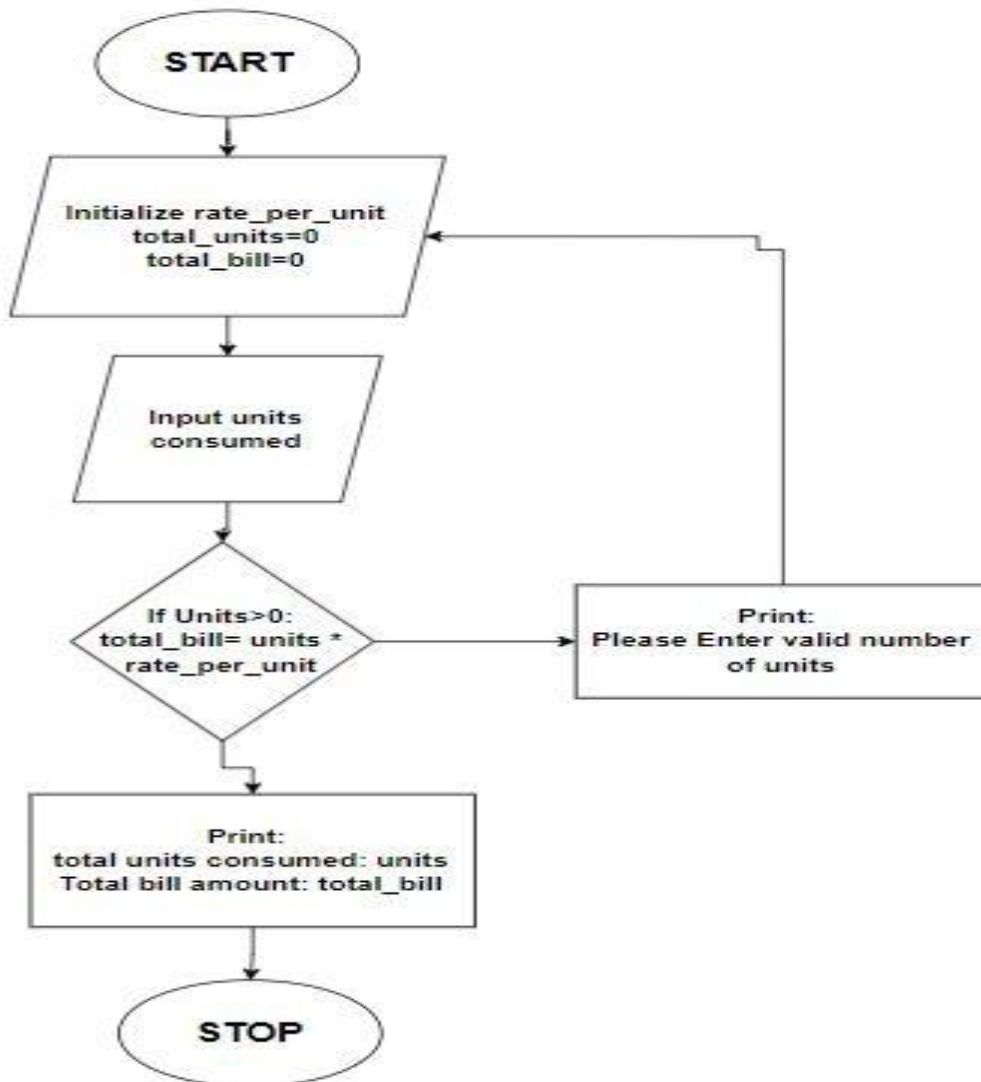 START
Initialize rate_per_unit
total_units=0
total_bill=0
Input units
consumed
If Units>0:
total_bill= units *
rate_per_unit
Print:
Please Enter valid number
of units
Print:
total units consumed: units
Total bill amount: total_bill
STOP